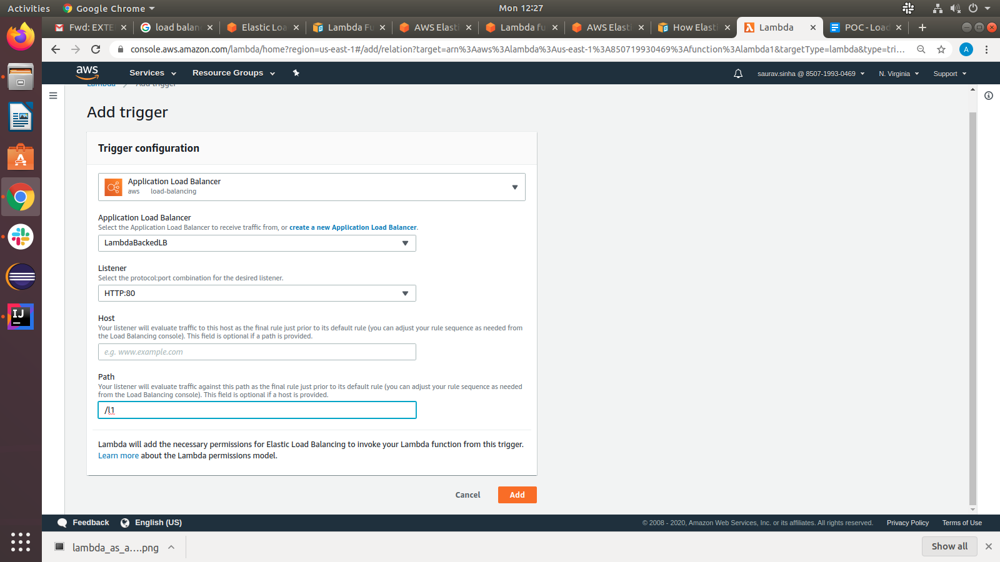 Activities
Google Chrome
Mon 12:27
Fwd: EXTE
load balan
Elastic Loa
Lambda Fu
AWS Elasti
Lambda fu
AWS Elasti
How Elasti
Lambda
POC - Load
console.aws.amazon.com/lambda/home?region=us-east-1#/add/relation?target=arn%3Aaws%3Alambda%3Aus-east-1%3A850719930469%3Afunction%3Alambda1&targetType=lambda&type=tri...
A
aws
Services
Resource Groups
saurav.sinha @ 8507-1993-0469
N. Virginia
Support
Lambda
Add trigger
Add trigger
Trigger configuration
Application Load Balancer
aws load-balancing
Application Load Balancer
Select the Application Load Balancer to receive traffic from, or create a new Application Load Balancer.
LambdaBackedLB
Listener
Select the protocol:port combination for the desired listener.
HTTP:80
Host
Your listener will evaluate traffic to this host as the final rule just prior to its default rule (you can adjust your rule sequence as needed from
the Load Balancing console). This field is optional if a path is provided.
e.g. www.example.com
Path
Your listener will evaluate traffic against this path as the final rule just prior to its default rule (you can adjust your rule sequence as needed
from the Load Balancing console). This field is optional if a host is provided.
/l1
Lambda will add the necessary permissions for Elastic Load Balancing to invoke your Lambda function from this trigger.
Learn more about the Lambda permissions model.
Cancel
Add
Feedback
English (US)
© 2008 - 2020, Amazon Web Services, Inc. or its affiliates. All rights reserved.
Privacy Policy
Terms of Use
lambda_as_a....png
Show all
IJ